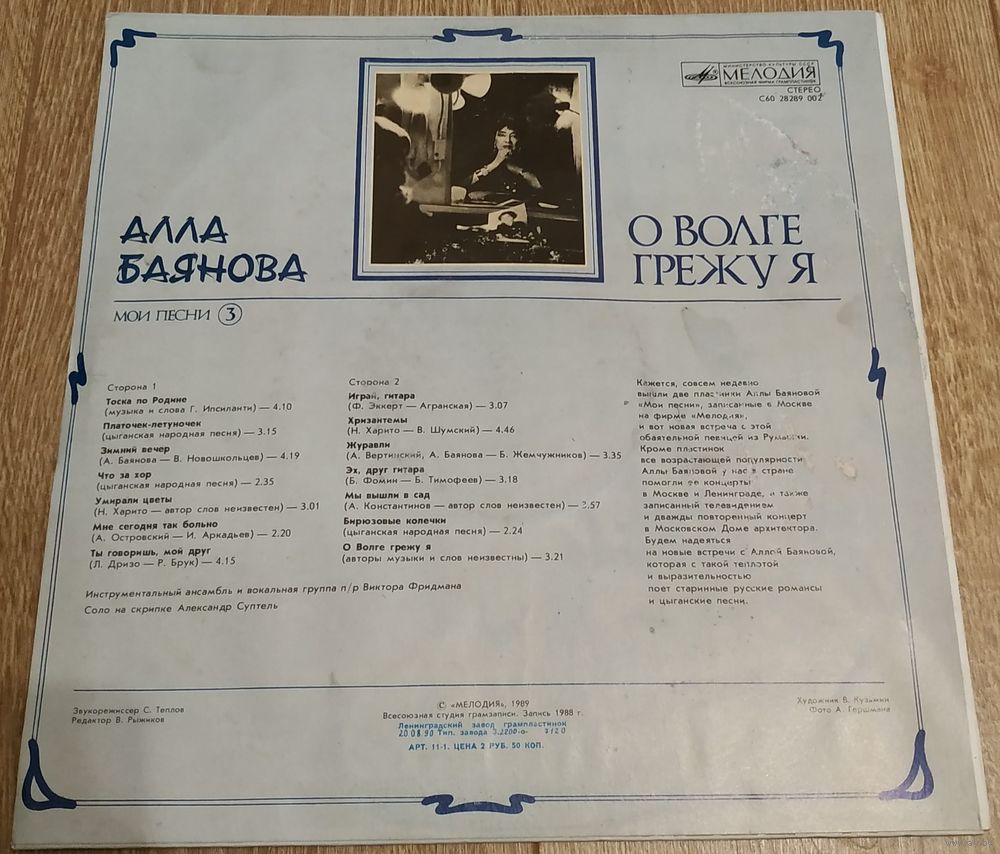 МИНИСТЕРСТВО КУЛЬТУРЫ СССР
МЕЛОДИЯ
ВСЕСОЮЗНАЯ ФИРМА ГРАМПЛАСТИНОК
СТЕРЕО
С60 28289 002
АЛЛА
БАЯНОВА
О ВОЛГЕ
ГРЕЖУ Я
МОИ ПЕСНИ 3
Сторона 1
Тоска по Родине
(музыка и слова Г. Ипсиланти) — 4.10
Платочек-летуночек
(цыганская народная песня) — 3.15
Зимний вечер
(А. Баянова — В. Новошкольцев) — 4.19
Что за хор
(цыганская народная песня) — 2.35
Умирали цветы
(Н. Харито — автор слов неизвестен) — 3.01
Мне сегодня так больно
(А. Островский — И. Аркадьев) — 2.20
Ты говоришь, мой друг
(Л. Дризо — Р. Брук) — 4.15
Сторона 2
Играй, гитара
(Ф. Эккерт — Агранская) — 3.07
Хризантемы
(Н. Харито — В. Шумский) — 4.46
Журавли
(А. Вертинский, А. Баянова — Б. Жемчужников) — 3.35
Эх, друг гитара
(Б. Фомин — Б. Тимофеев) — 3.18
Мы вышли в сад
(А. Константинов — автор слов неизвестен) —
Бирюзовые колечки
(цыганская народная песня) — 2.24
О Волге грежу я
(авторы музыки и слов неизвестны) — 3.21
Инструментальный ансамбль и вокальная группа п/р Виктора Фридмана
Соло на скрипке Александр Суптель
Кажется, совсем недавно
вышли две пластинки Аллы Баяновой
«Мои песни», записанные в Москве
на фирме «Мелодия»,
и вот новая встреча с этой
обаятельной певицей из Румынии.
Кроме пластинок
все возрастающей популярности
Аллы Баяновой у нас в стране
помогли ее концерты
в Москве и Ленинграде, а также
записанный телевидением
и дважды повторенный концерт
в Московском Доме архитектора.
Будем надеяться
на новые встречи с Аллой Баяновой,
которая с такой теплотой
и выразительностью
поет старинные русские романсы
и цыганские песни.
Звукорежиссер С. Теплов
Редактор В. Рыжиков
© «МЕЛОДИЯ», 1989
Всесоюзная студия грамзаписи. Запись 1988 г.
Ленинградский завод грампластинок
20.08.90 Тип. завода
АРТ. 11-1. ЦЕНА 2 РУБ. 50 КОП.
Художник В. Кузьмин
Фото А. Гершмана